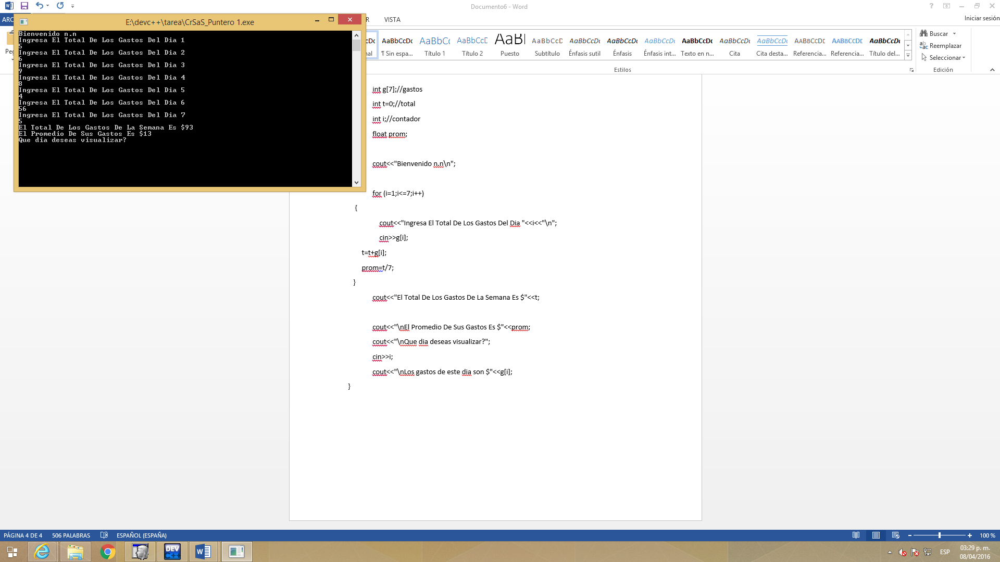 Documento6 - Word
ARC
R
VISTA
Iniciar sesión
E:\devc++\tarea\CrSaS_Puntero 1.exe
Bienvenido n.n
Ingresa El Total De Los Gastos Del Dia 1
5
Ingresa El Total De Los Gastos Del Dia 2
6
Ingresa El Total De Los Gastos Del Dia 3
9
Ingresa El Total De Los Gastos Del Dia 4
8
Ingresa El Total De Los Gastos Del Dia 5
4
Ingresa El Total De Los Gastos Del Dia 6
56
Ingresa El Total De Los Gastos Del Dia 7
5
El Total De Los Gastos De La Semana Es $93
El Promedio De Sus Gastos Es $13
Que dia deseas visualizar?
Peg
CcDc AaBbCcDc AaBbCc AaBbCcD AaBl AaBbCcD AaBbCcDc AaBbCcDc AaBbCcDc AaBbCcDc AaBbCcDc AaBbCcDc AABBCCDD AABBCCDD AaBbCcDc
nal ¶ Sin espa... Título 1 Título 2 Puesto Subtítulo Énfasis sutil Énfasis Énfasis int... Texto en n... Cita Cita desta... Referencia... Referencia... Título del...
Estilos
Buscar
Reemplazar
Seleccionar
Edición
int g[7];//gastos
int t=0;//total
int i;//contador
float prom;
cout<<"Bienvenido n.n\n";
for (i=1;i<=7;i++)
{
cout<<"Ingresa El Total De Los Gastos Del Dia "<<i<<"\n";
cin>>g[i];
t=t+g[i];
prom=t/7;
}
cout<<"El Total De Los Gastos De La Semana Es $"<<t;
cout<<"\nEl Promedio De Sus Gastos Es $"<<prom;
cout<<"\nQue dia deseas visualizar?";
cin>>i;
cout<<"\nLos gastos de este dia son $"<<g[i];
}
PÁGINA 4 DE 4 506 PALABRAS ESPAÑOL (ESPAÑA)
100 %
DEV C++
ESP
03:29 p. m.
08/04/2016